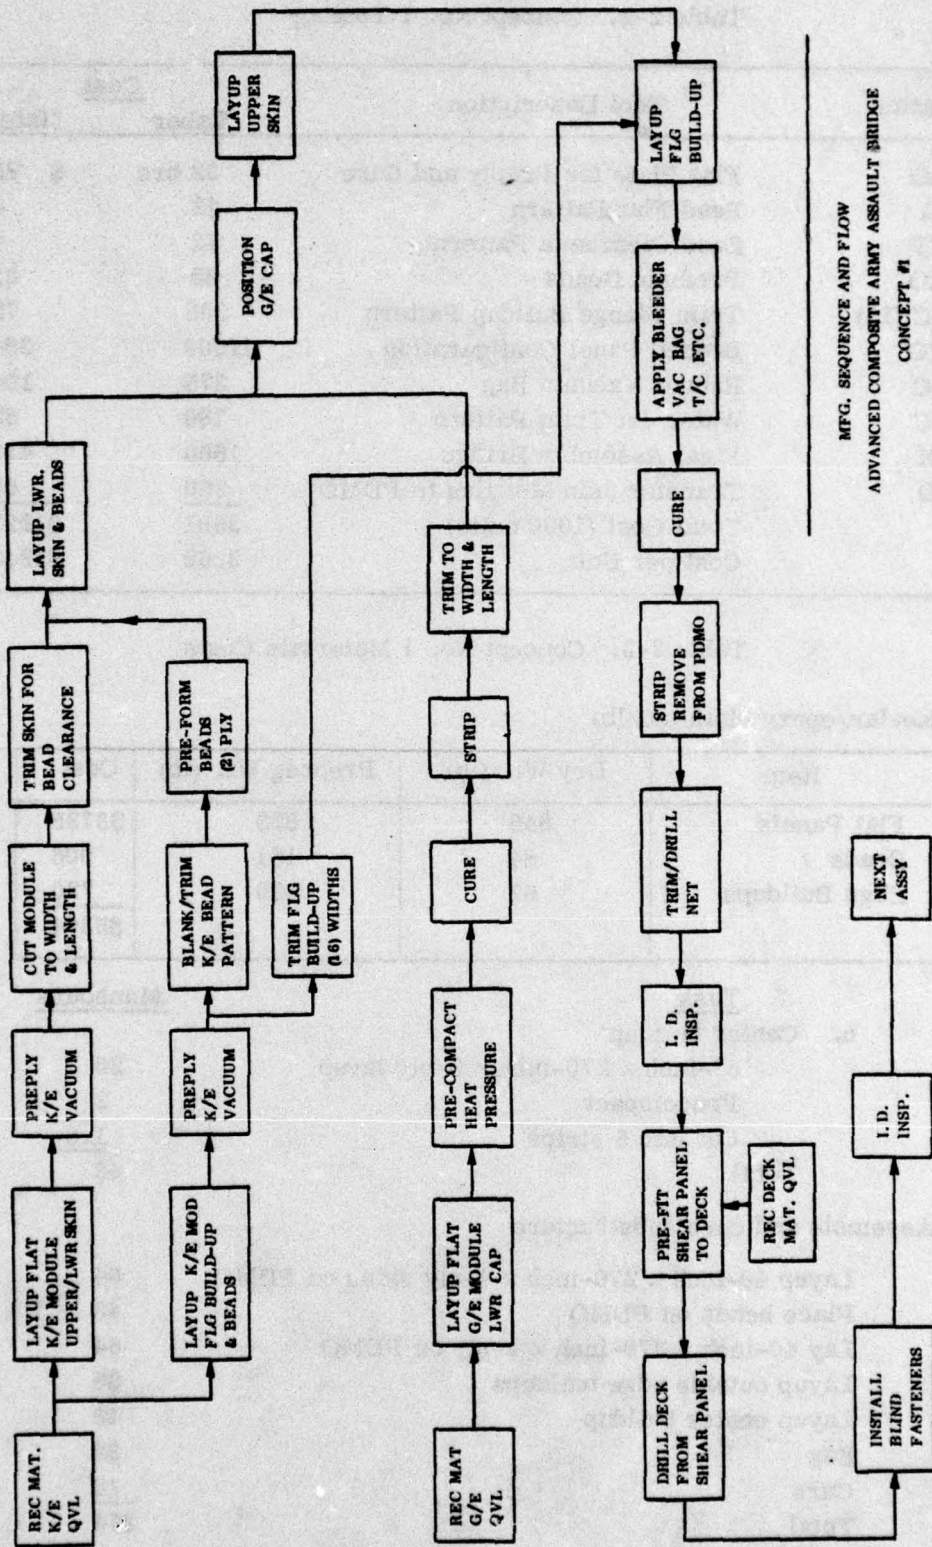 REC MAT.
K/E
QVL
LAYUP FLAT
K/E MODULE
UPPER/LWR SKIN
PREPLY
K/E
VACUUM
CUT MODULE
TO WIDTH
& LENGTH
TRIM SKIN FOR
BEAD
CLEARANCE
LAYUP LWR.
SKIN & BEADS
LAYUP K/E MOD
FLG BUILD-UP
& BEADS
PREPLY
K/E
VACUUM
BLANK/TRIM
K/E BEAD
PATTERN
PRE-FORM
BEADS
(2) PLY
TRIM FLG
BUILD-UP
(16) WIDTHS
POSITION
G/E CAP
LAYUP
UPPER
SKIN
REC MAT
G/E
QVL
LAYUP FLAT
G/E MODULE
LWR CAP
PRE-COMPACT
HEAT
PRESSURE
CURE
STRIP
TRIM TO
WIDTH &
LENGTH
LAYUP
FLG
BUILD-UP
APPLY BLEEDER
VAC BAG
T/C ETC.
CURE
STRIP
REMOVE
FROM PDMO
TRIM/DRILL
NET
I. D.
INSP.
PRE-FIT
SHEAR PANEL
TO DECK
REC DECK
MAT. QVL
DRILL DECK
FROM
SHEAR PANEL
INSTALL
BLIND
FASTENERS
I.D.
INSP.
NEXT
ASSY
MFG. SEQUENCE AND FLOW
ADVANCED COMPOSITE ARMY ASSAULT BRIDGE
CONCEPT #1